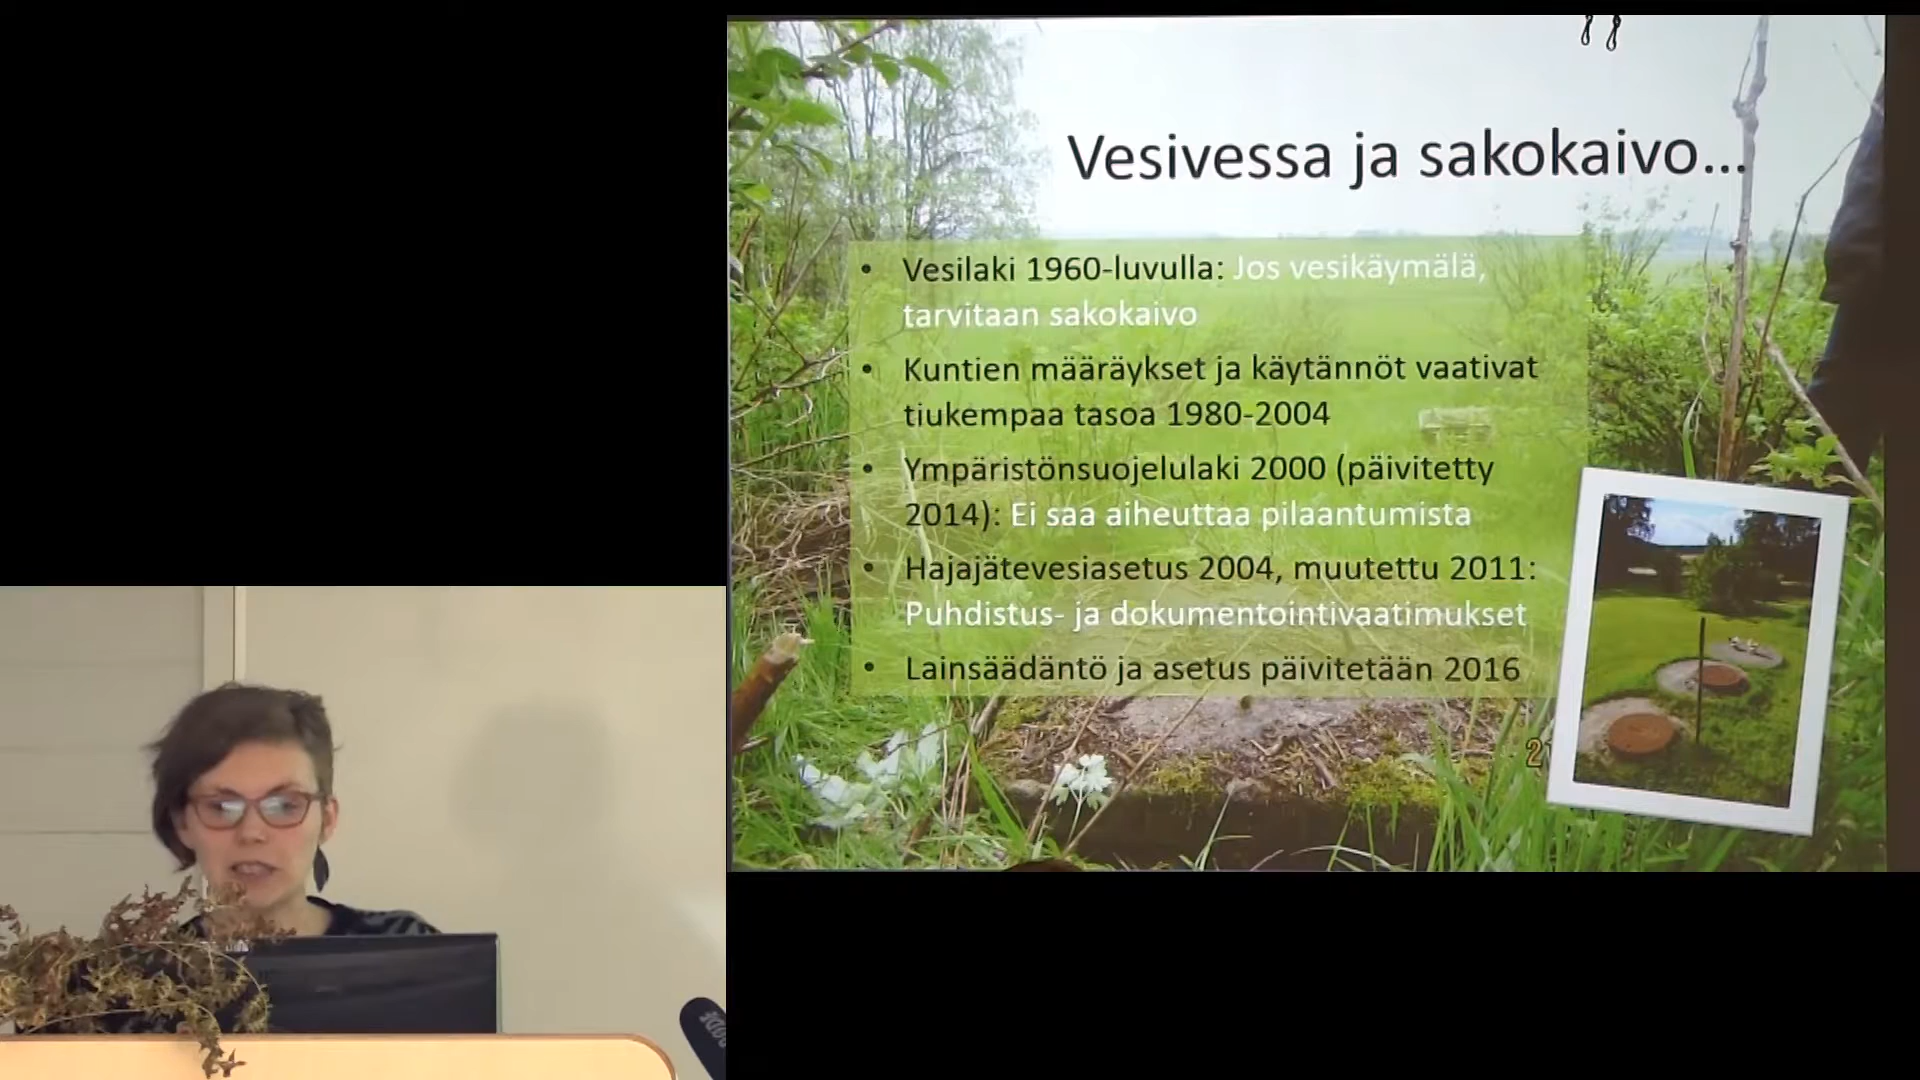 Vesivessa ja sakokaivo...
• Vesilaki 1960-luvulla: Jos vesikäymälä,
tarvitaan sakokaivo
• Kuntien määräykset ja käytännöt vaativat
tiukempaa tasoa 1980-2004
• Ympäristönsuojelulaki 2000 (päivitetty
2014): Ei saa aiheuttaa pilaantumista
• Hajajätevesiasetus 2004, muutettu 2011:
Puhdistus- ja dokumentointivaatimukset
• Lainsäädäntö ja asetus päivitetään 2016
RODE